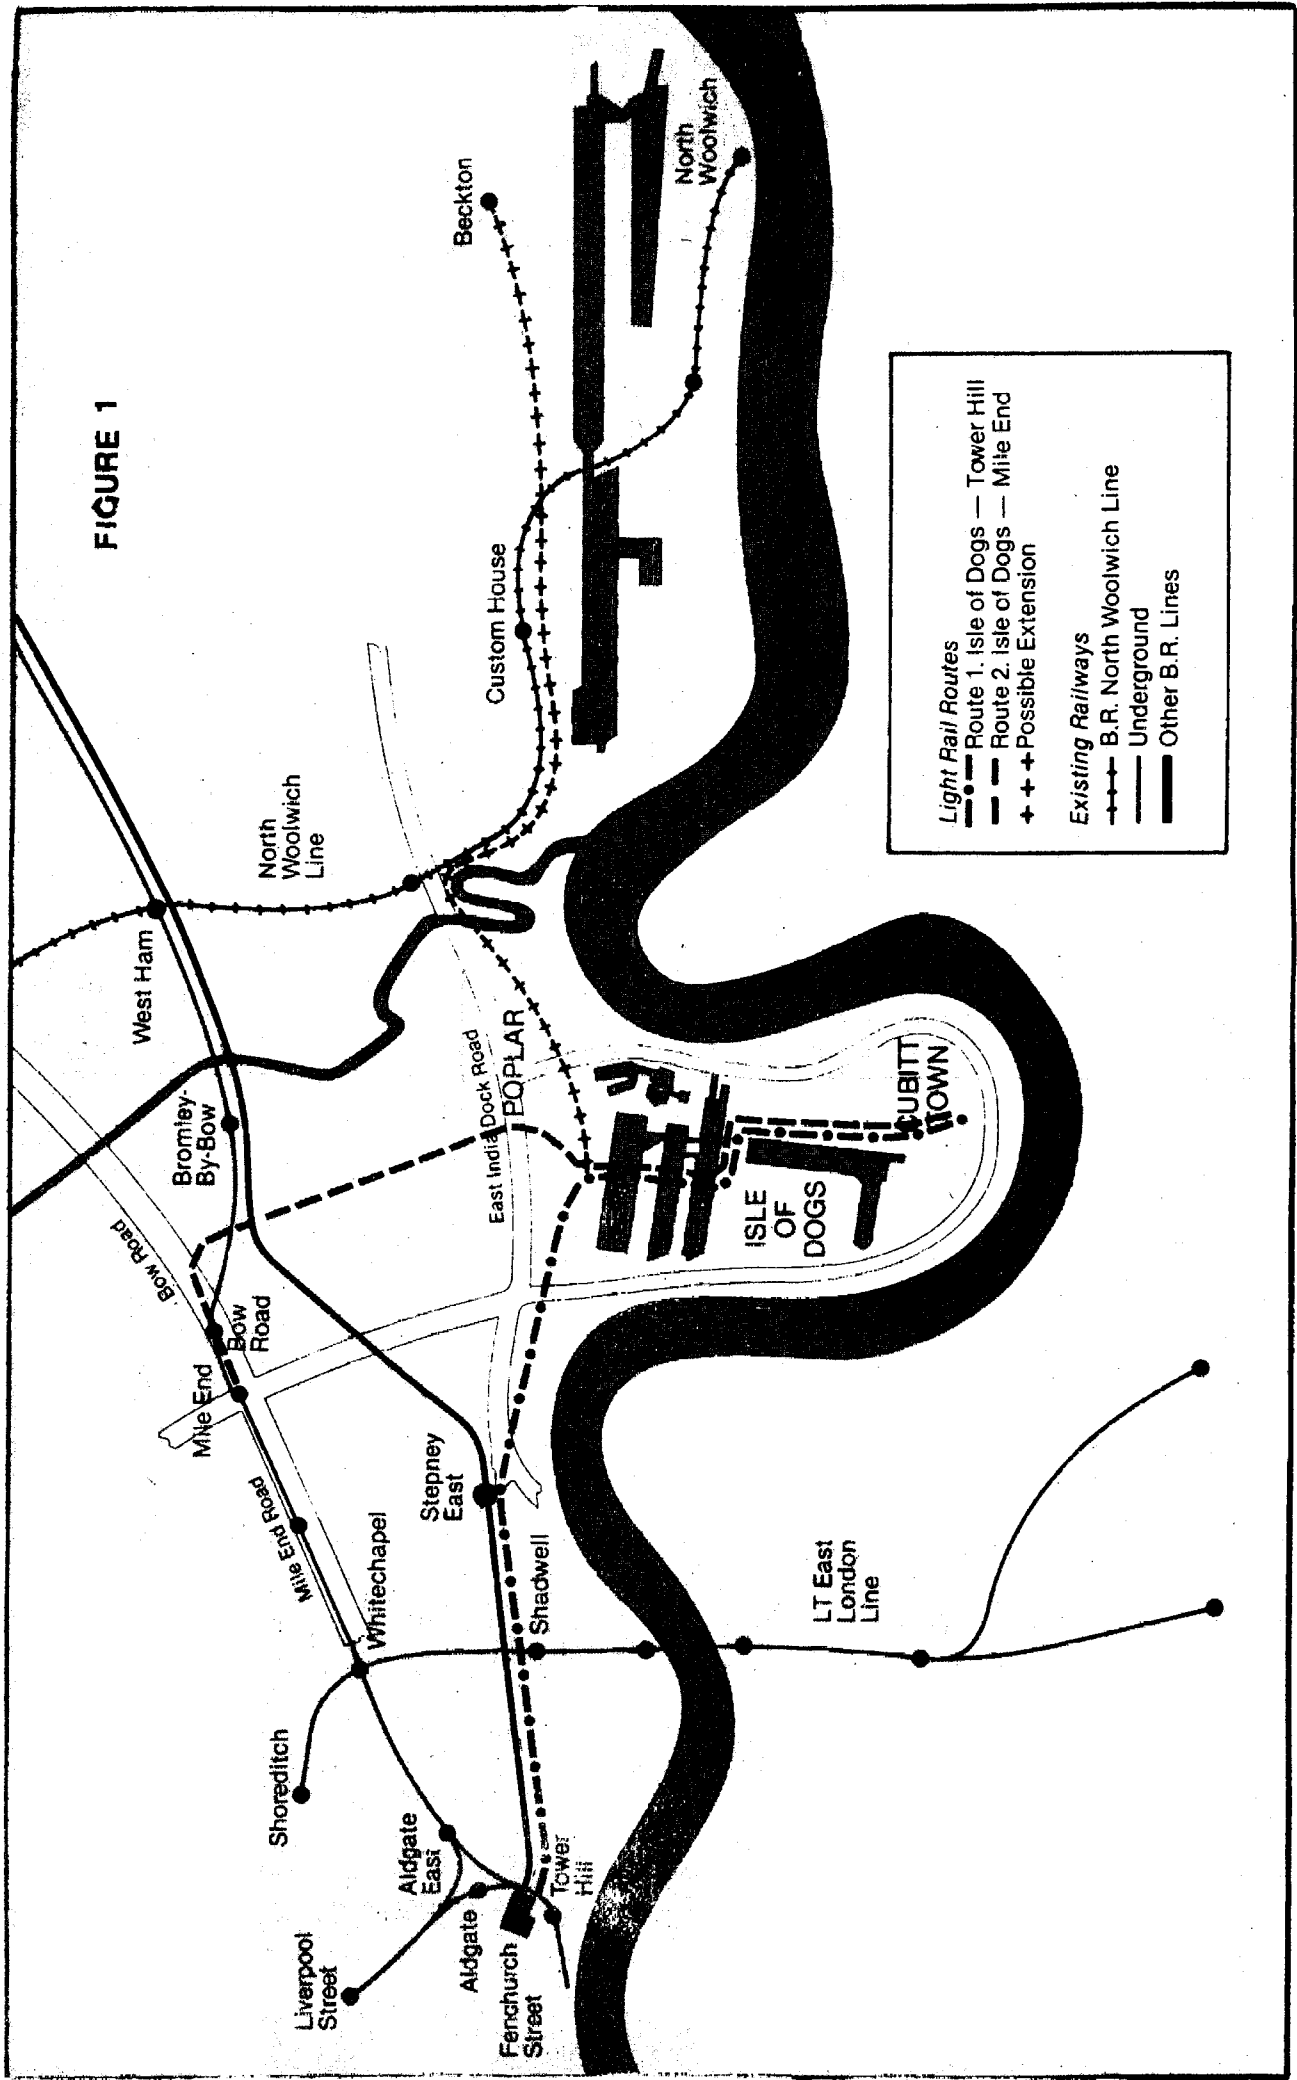 FIGURE 1
West Ham
North
Woolwich
Line
Beckton
Bromley-
By-Bow
Bow Road
Custom House
North
Woolwich
Mile End
Bow
Road
East India Dock Road
POPLAR
Mile End Road
Stepney
East
Whitechapel
Shoreditch
Shadwell
Aldgate
East
Liverpool
Street
Aldgate
Fenchurch
Street
Tower
Hill
ISLE
OF
DOGS
CUBITT
TOWN
LT East
London
Line
Light Rail Routes
Route 1. Isle of Dogs — Tower Hill
Route 2. Isle of Dogs — Mile End
Possible Extension
Existing Railways
B.R. North Woolwich Line
Underground
Other B.R. Lines